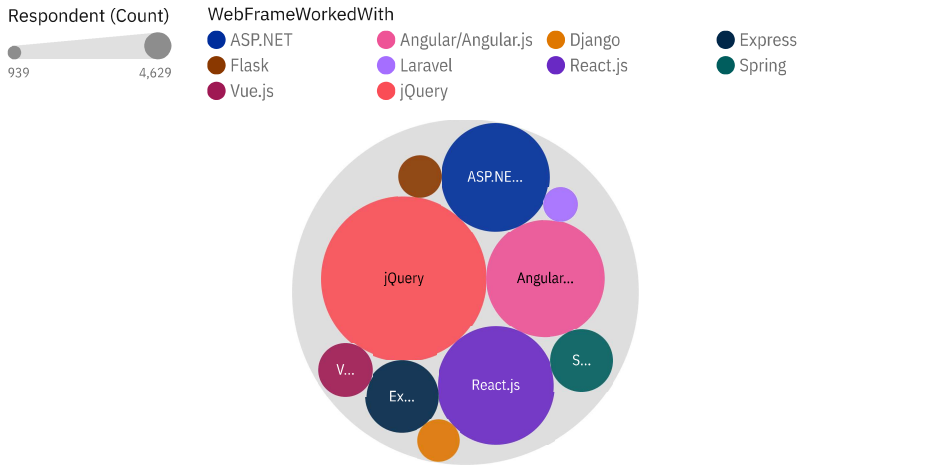 Respondent (Count)
939 4,629
WebFrameWorkedWith
ASP.NET Angular/Angular.js Django Express
Flask Laravel React.js Spring
Vue.js jQuery
ASP.NE...
jQuery Angular...
V... Ex... React.js S...